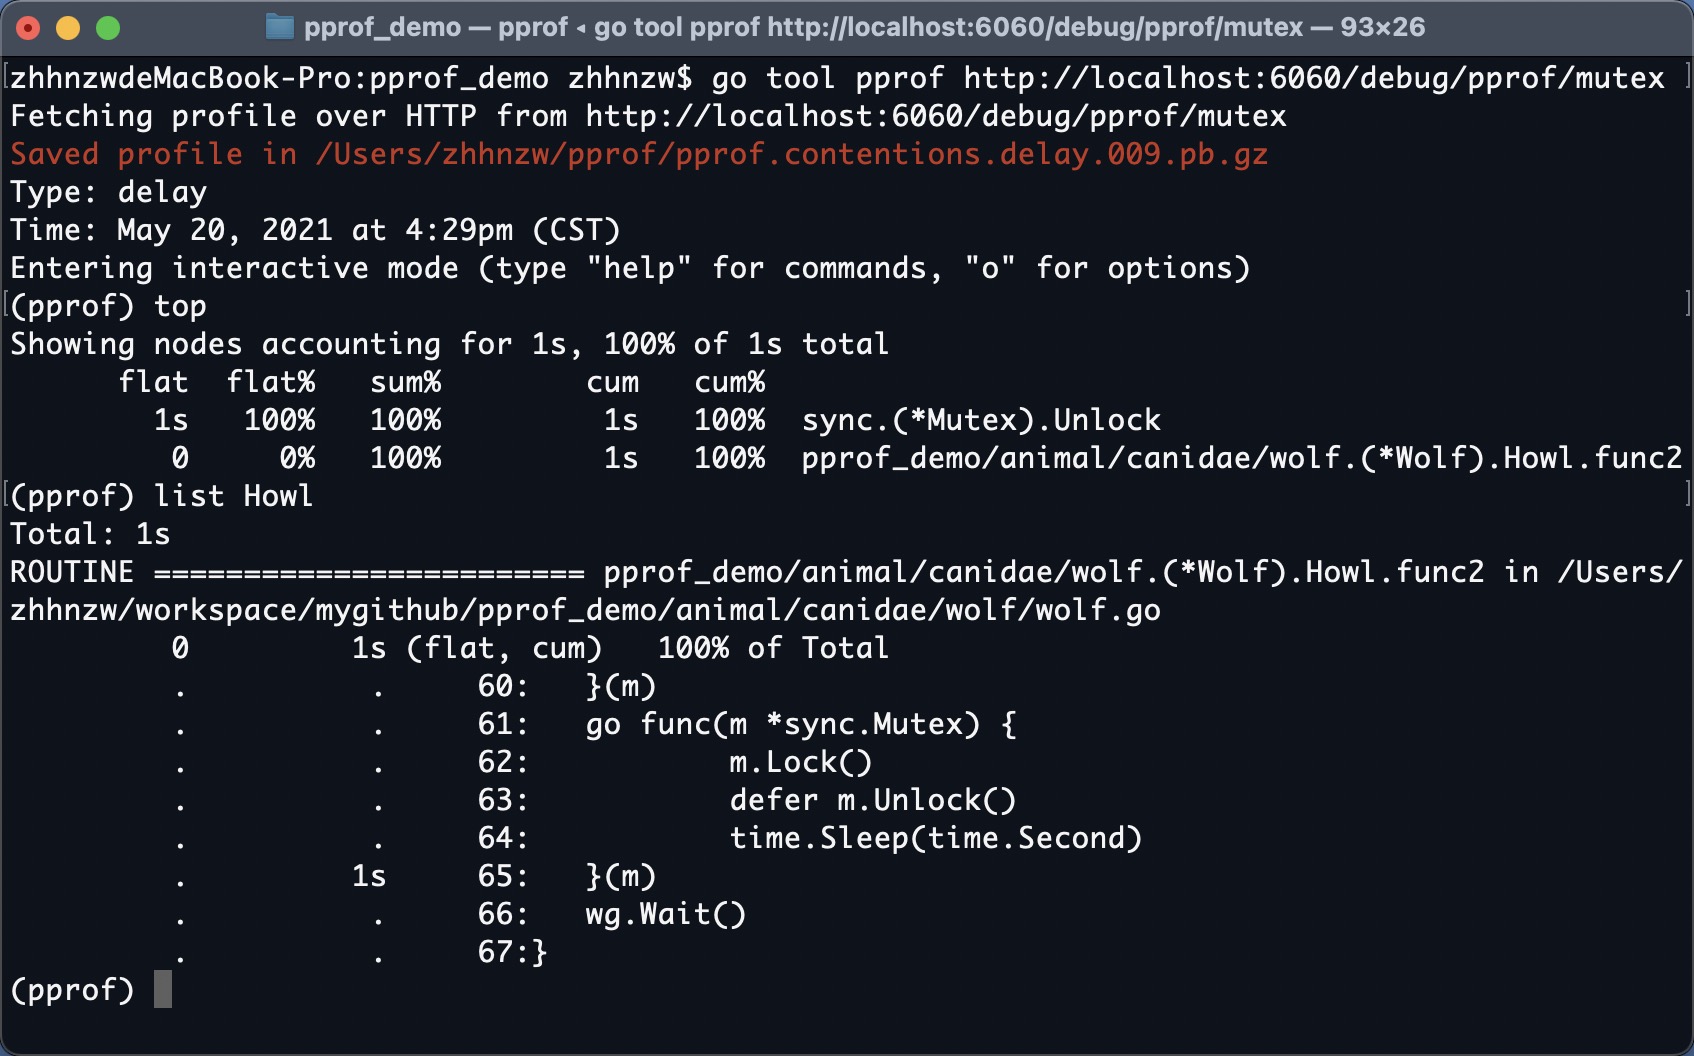 pprof_demo — pprof ◂ go tool pprof http://localhost:6060/debug/pprof/mutex — 93×26
[zhhnzwdeMacBook-Pro:pprof_demo zhhnzw$ go tool pprof http://localhost:6060/debug/pprof/mutex ]
Fetching profile over HTTP from http://localhost:6060/debug/pprof/mutex
Saved profile in /Users/zhhnzw/pprof/pprof.contentions.delay.009.pb.gz
Type: delay
Time: May 20, 2021 at 4:29pm (CST)
Entering interactive mode (type "help" for commands, "o" for options)
[(pprof) top ]
Showing nodes accounting for 1s, 100% of 1s total
      flat  flat%   sum%        cum   cum%
        1s   100%   100%         1s   100%  sync.(*Mutex).Unlock
         0     0%   100%         1s   100%  pprof_demo/animal/canidae/wolf.(*Wolf).Howl.func2
[(pprof) list Howl ]
Total: 1s
ROUTINE ======================== pprof_demo/animal/canidae/wolf.(*Wolf).Howl.func2 in /Users/
zhhnzw/workspace/mygithub/pprof_demo/animal/canidae/wolf/wolf.go
         0         1s (flat, cum)   100% of Total
         .          .     60:   }(m)
         .          .     61:   go func(m *sync.Mutex) {
         .          .     62:           m.Lock()
         .          .     63:           defer m.Unlock()
         .          .     64:           time.Sleep(time.Second)
         .         1s     65:   }(m)
         .          .     66:   wg.Wait()
         .          .     67:}
(pprof)